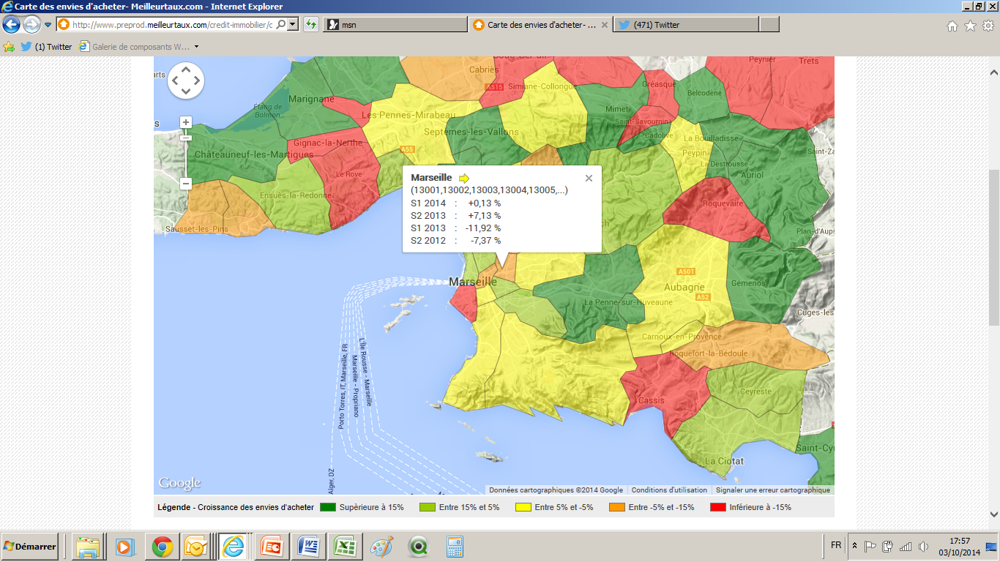 Carte des envies d'acheter- Meilleurtaux.com - Internet Explorer
http://www.preprod.meilleurtaux.com/credit-immobilier/c
msn
Carte des envies d'acheter- ...
(471) Twitter
(1) Twitter
Galerie de composants W...
Cabriès
Peynier
Trets
A515
Simiane-Collongue
Gréasque
Belcodène
Marignane
Étang de
Bolmon
Les Pennes-Mirabeau
Mimet
Saint-Savournin
Septèmes-les-Vallons
Cadolive
La Bouilladisse
Gignac-la-Nerthe
Châteauneuf-les-Martigues
A55
Peypin
La Destrousse
Saint-Za
Le Rove
Auriol
Ensuès-la-Redonne
Roquevaire
Sausset-les-Pins
Plan-d'Aups
Marseille
(13001,13002,13003,13004,13005,...)
S1 2014 : +0,13 %
S2 2013 : +7,13 %
S1 2013 : -11,92 %
S2 2012 : -7,37 %
Marseille
A501
Aubagne
A52
Gémenos
La Penne-sur-Huveaune
Cuges-les
Carnoux-en-Provence
Roquefort-la-Bédoule
Ceyreste
Cassis
La Ciotat
Saint-Cy
Porto Torres, IT, Marseille, FR
Marseille - Propriano
L'Île Rousse - Marseille
Alger, DZ
Google
Données cartographiques ©2014 Google
Conditions d'utilisation
Signaler une erreur cartographique
Légende - Croissance des envies d'acheter
Supèrieure à 15%
Entre 15% et 5%
Entre 5% et -5%
Entre -5% et -15%
Inférieure à -15%
Démarrer
FR
17:57
03/10/2014